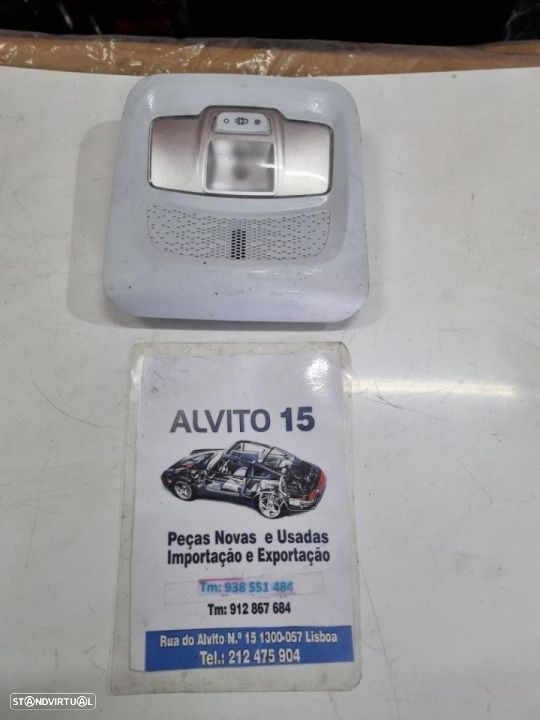 ALVITO 15
Peças Novas e Usadas
Importação e Exportação
Tm: 938 551 484
Tm: 912 867 684
Rua do Alvito N.º 15 1300-057 Lisboa
Tel.: 212 475 904
STANDVIRTUAL